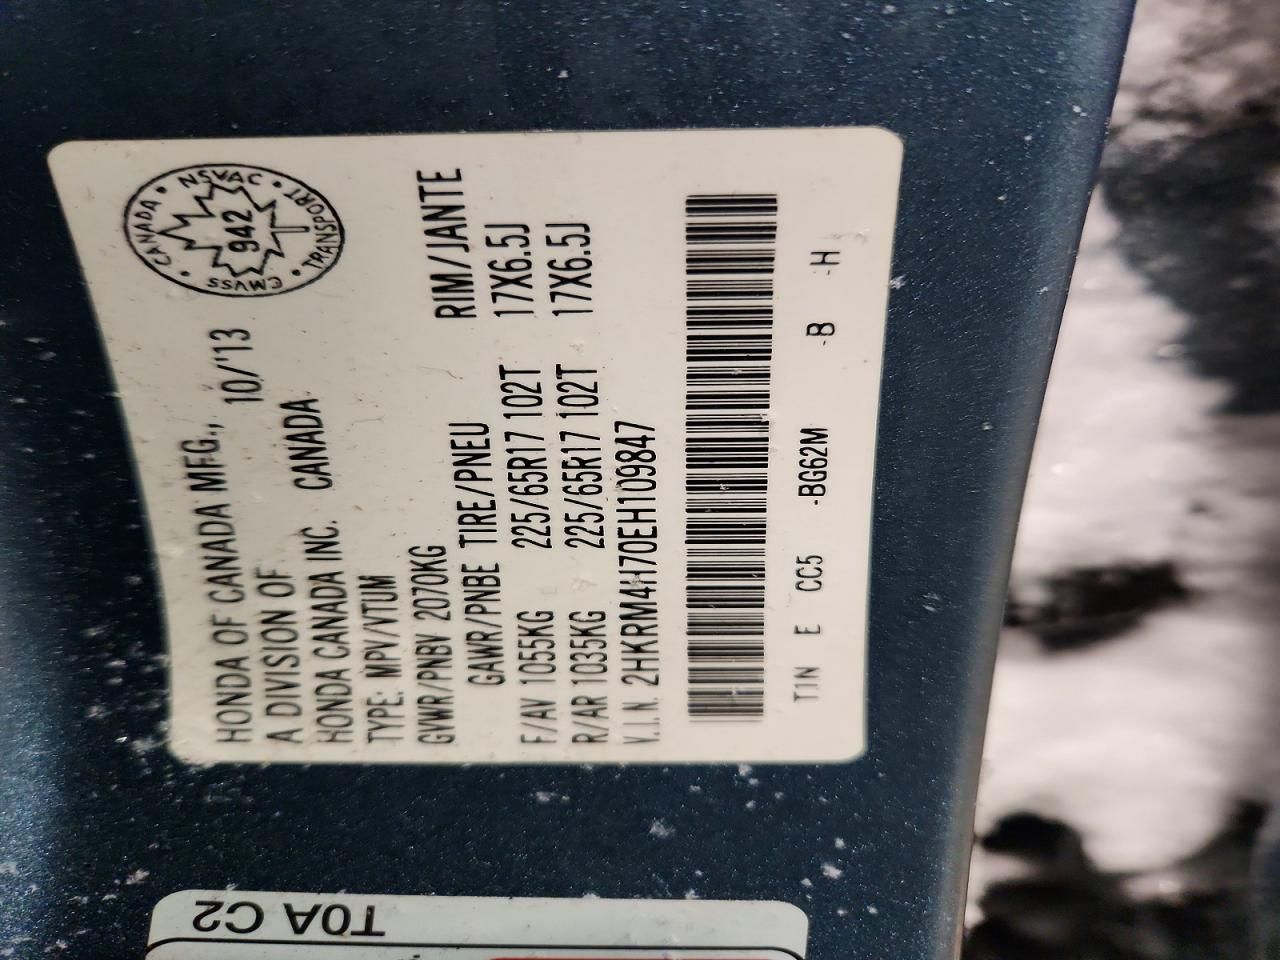 HONDA OF CANADA MFG., 10/'13
A DIVISION OF
HONDA CANADA INC. CANADA
CANADA • NSVAC • TRANSPORT • CMVSS •
942
TYPE: MPV/VTUM
GVWR/PNBV 2070KG
GAWR/PNBE TIRE/PNEU RIM/JANTE
F/AV 1055KG 225/65R17 102T 17X6.5J
R/AR 1035KG 225/65R17 102T 17X6.5J
V.I.N. 2HKRM4H70EH109847
TJN E CC5 -BG62M -B -H
T0A C2